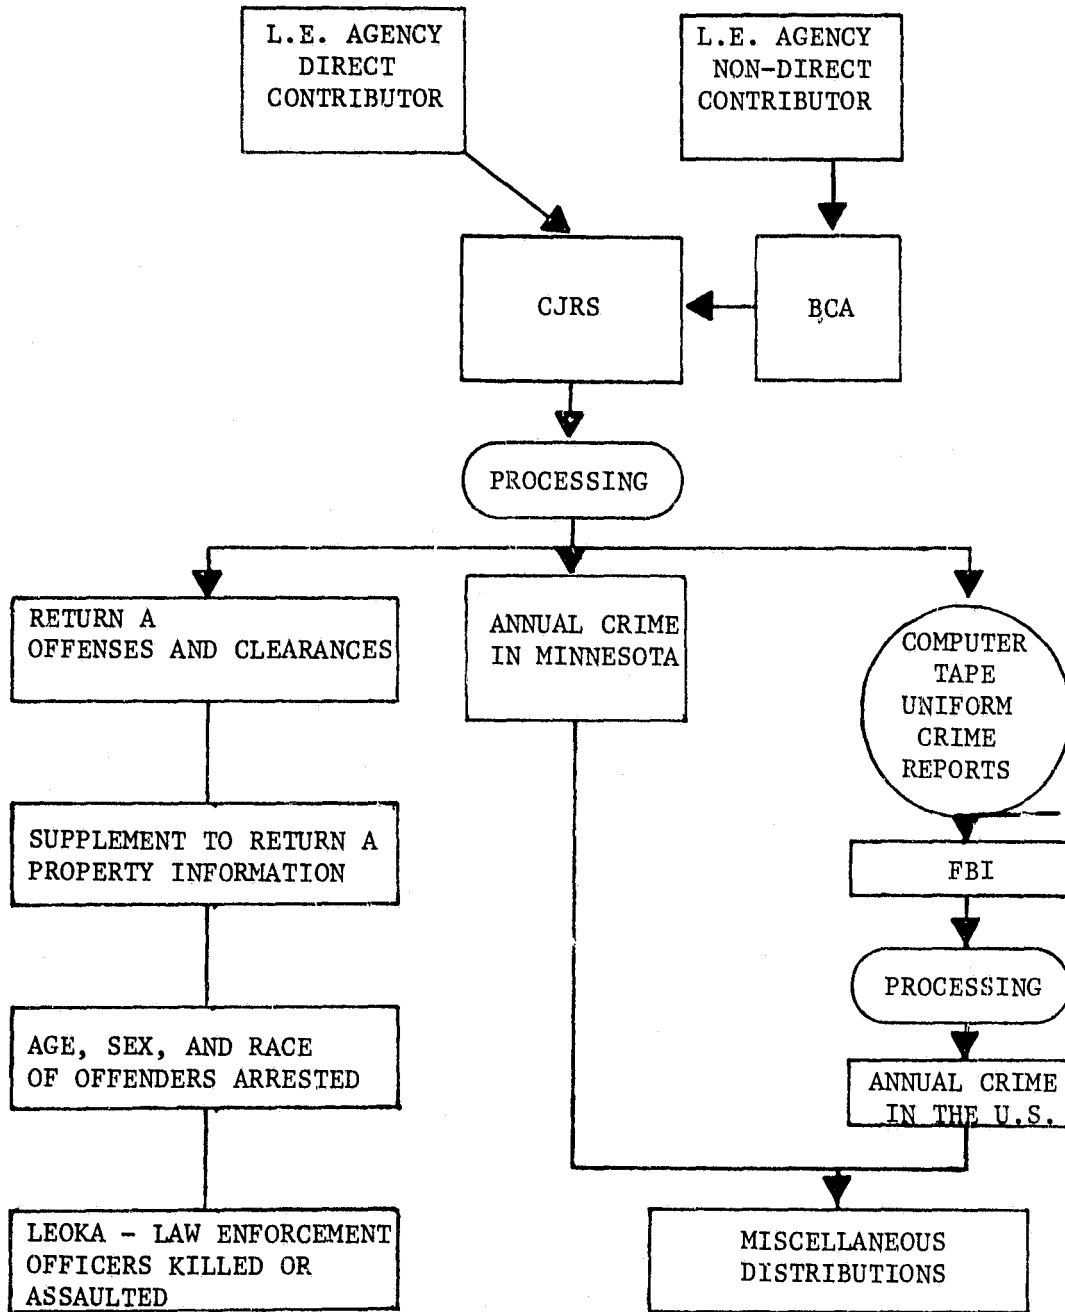 L.E. AGENCY
DIRECT
CONTRIBUTOR
L.E. AGENCY
NON-DIRECT
CONTRIBUTOR
CJRS
BCA
PROCESSING
RETURN A
OFFENSES AND CLEARANCES
ANNUAL CRIME
IN MINNESOTA
COMPUTER
TAPE
UNIFORM
CRIME
REPORTS
SUPPLEMENT TO RETURN A
PROPERTY INFORMATION
FBI
PROCESSING
AGE, SEX, AND RACE
OF OFFENDERS ARRESTED
ANNUAL CRIME
IN THE U.S.
LEOKA - LAW ENFORCEMENT
OFFICERS KILLED OR
ASSAULTED
MISCELLANEOUS
DISTRIBUTIONS